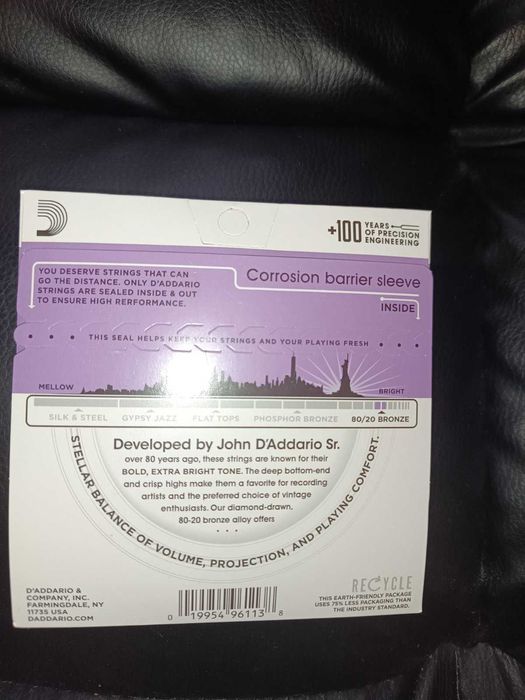 +100 YEARS
OF PRECISION
ENGINEERING
YOU DESERVE STRINGS THAT CAN
GO THE DISTANCE. ONLY D'ADDARIO
STRINGS ARE SEALED INSIDE & OUT
TO ENSURE HIGH RERFORMANCE.
Corrosion barrier sleeve
INSIDE
THIS SEAL HELPS KEEP YOUR STRINGS AND YOUR PLAYING FRESH
MELLOW
BRIGHT
SILK & STEEL GYPSY JAZZ FLAT TOPS PHOSPHOR BRONZE 80/20 BRONZE
Developed by John D'Addario Sr.
over 80 years ago, these strings are known for their
BOLD, EXTRA BRIGHT TONE. The deep bottom-end
and crisp highs make them a favorite for recording
artists and the preferred choice of vintage
enthusiasts. Our diamond-drawn,
80-20 bronze alloy offers
• • •
STELLAR BALANCE OF VOLUME, PROJECTION, AND PLAYING COMFORT.
D'ADDARIO &
COMPANY, INC.
FARMINGDALE, NY
11735 USA
DADDARIO.COM
0 19954 96113 8
RECYCLE
THIS EARTH-FRIENDLY PACKAGE
USES 75% LESS PACKAGING THAN
THE INDUSTRY STANDARD.